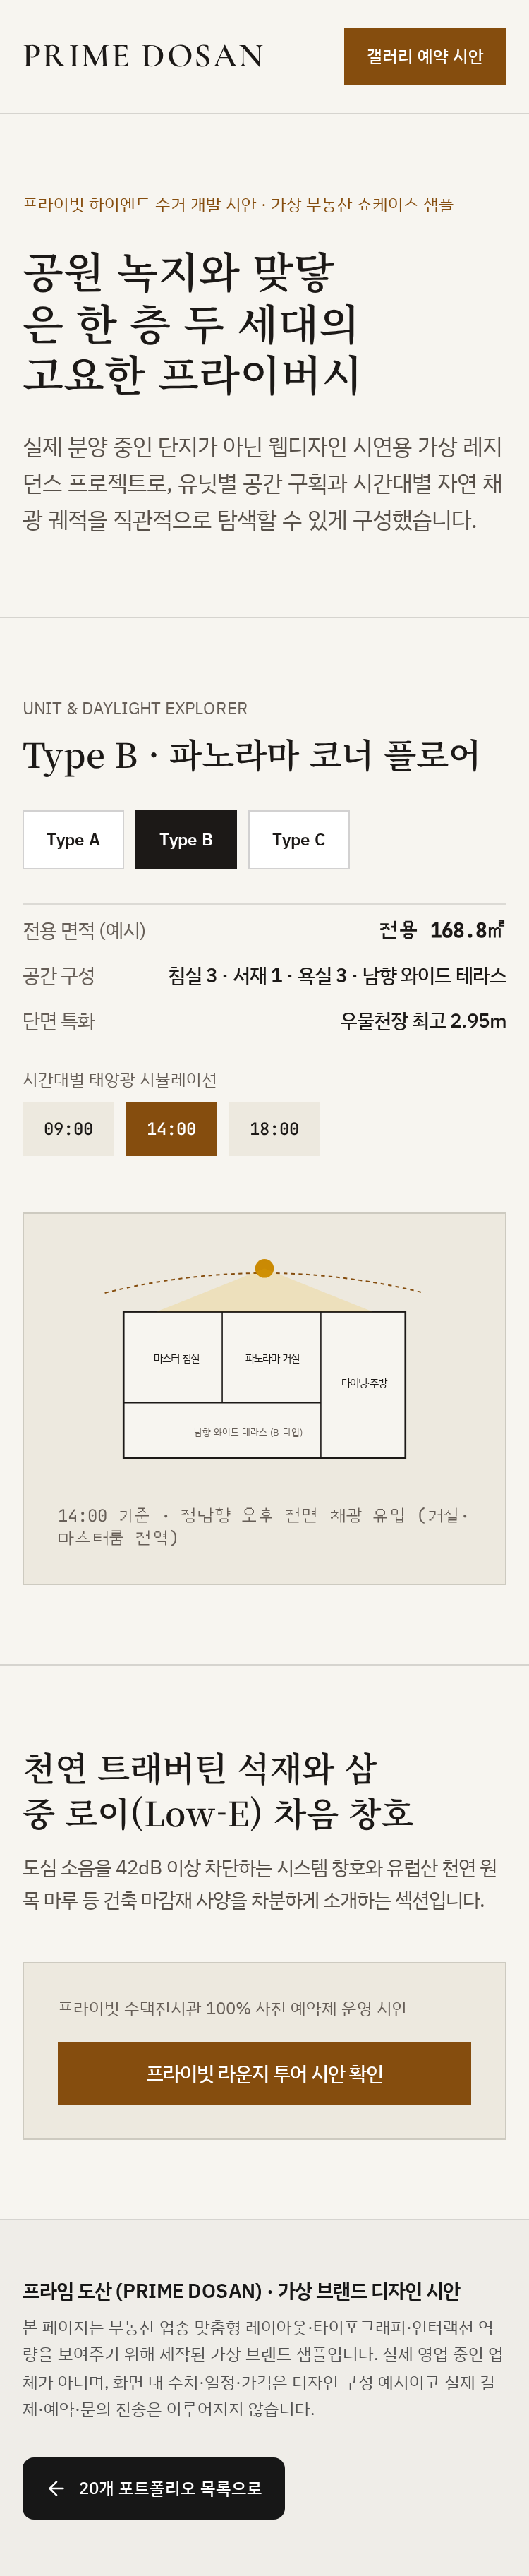 PRIME DOSAN
갤러리 예약 시안
프라이빗 하이엔드 주거 개발 시안 · 가상 부동산 쇼케이스 샘플
공원 녹지와 맞닿
은 한 층 두 세대의
고요한 프라이버시
실제 분양 중인 단지가 아닌 웹디자인 시연용 가상 레지
던스 프로젝트로, 유닛별 공간 구획과 시간대별 자연 채
광 궤적을 직관적으로 탐색할 수 있게 구성했습니다.
UNIT & DAYLIGHT EXPLORER
Type B · 파노라마 코너 플로어
Type A
Type B
Type C
전용 면적 (예시)
전용 168.8㎡
공간 구성
침실 3 · 서재 1 · 욕실 3 · 남향 와이드 테라스
단면 특화
우물천장 최고 2.95m
시간대별 태양광 시뮬레이션
09:00
14:00
18:00
마스터 침실
파노라마 거실
다이닝·주방
남향 와이드 테라스 (B 타입)
14:00 기준 · 정남향 오후 전면 채광 유입 (거실·
마스터룸 전역)
천연 트래버틴 석재와 삼
중 로이(Low-E) 차음 창호
도심 소음을 42dB 이상 차단하는 시스템 창호와 유럽산 천연 원
목 마루 등 건축 마감재 사양을 차분하게 소개하는 섹션입니다.
프라이빗 주택전시관 100% 사전 예약제 운영 시안
프라이빗 라운지 투어 시안 확인
프라임 도산 (PRIME DOSAN) · 가상 브랜드 디자인 시안
본 페이지는 부동산 업종 맞춤형 레이아웃·타이포그래피·인터랙션 역
량을 보여주기 위해 제작된 가상 브랜드 샘플입니다. 실제 영업 중인 업
체가 아니며, 화면 내 수치·일정·가격은 디자인 구성 예시이고 실제 결
제·예약·문의 전송은 이루어지지 않습니다.
← 20개 포트폴리오 목록으로